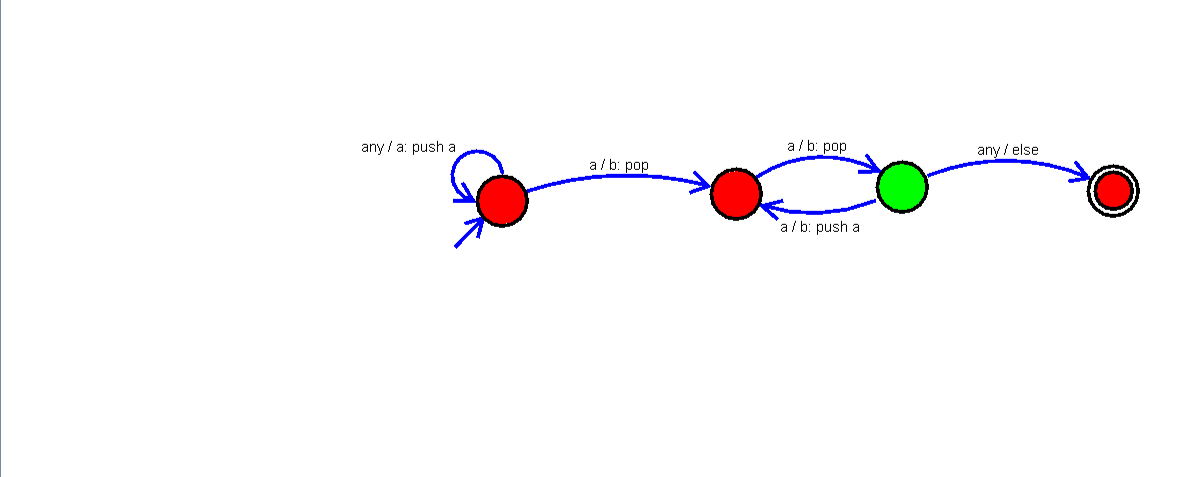 any / a: push a
a / b: pop
a / b: pop
any / else
a / b: push a